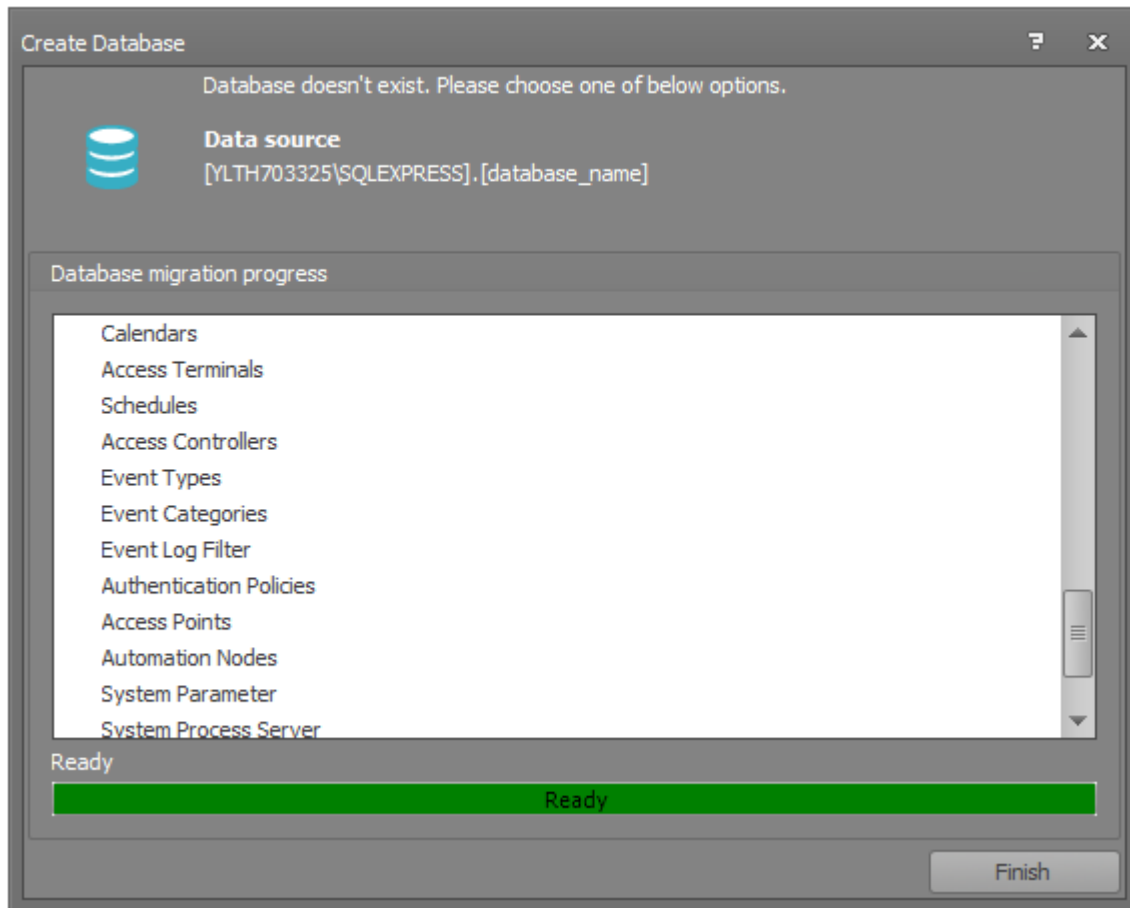 Create Database
Database doesn't exist. Please choose one of below options.
Data source
[YLTH703325\SQLEXPRESS].[database_name]
Database migration progress
Calendars
Access Terminals
Schedules
Access Controllers
Event Types
Event Categories
Event Log Filter
Authentication Policies
Access Points
Automation Nodes
System Parameter
System Process Server
Ready
Ready
Finish